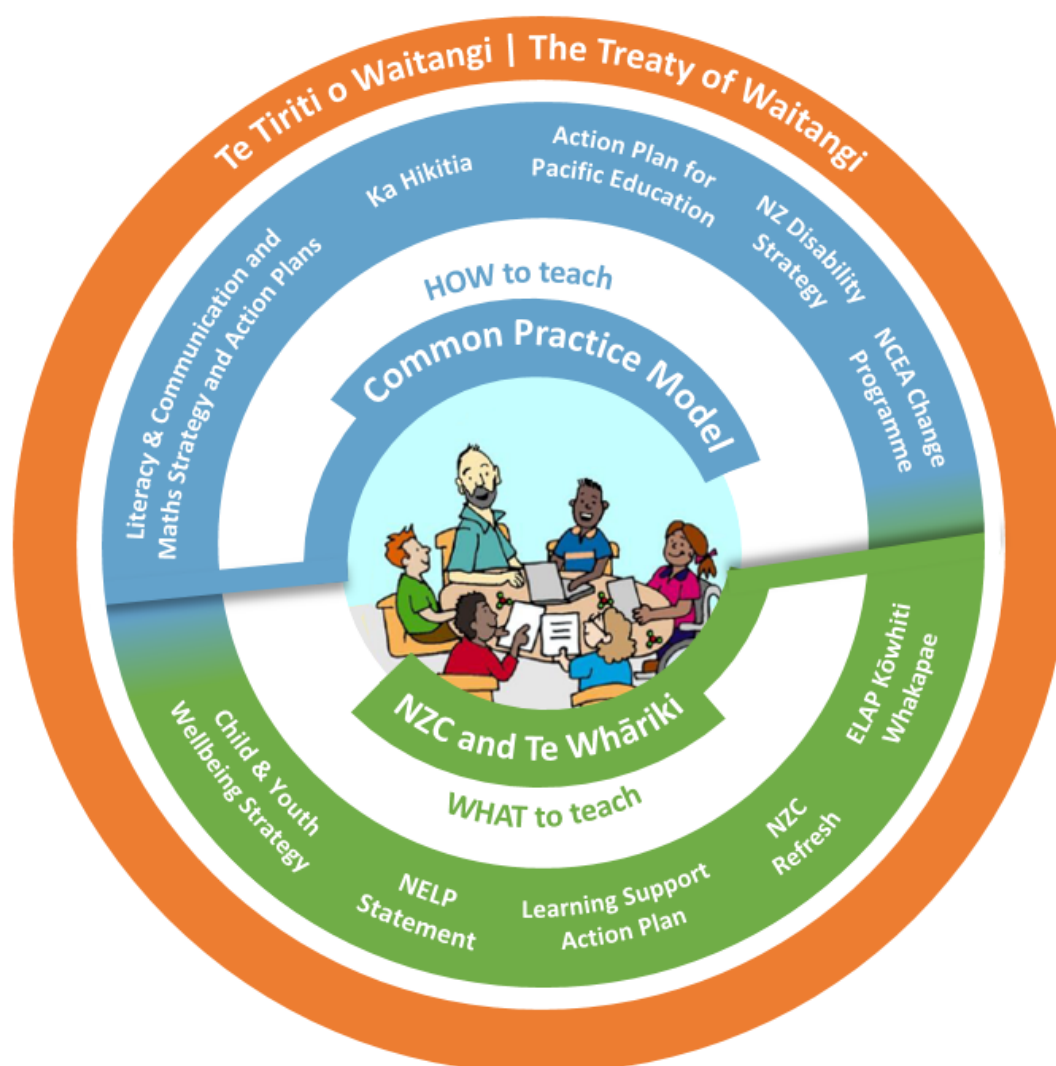 Te Tiriti o Waitangi | The Treaty of Waitangi
Literacy & Communication and
Maths Strategy and Action Plans
Ka Hikitia
Action Plan for
Pacific Education
NZ Disability
Strategy
NCEA Change
Programme
HOW to teach
Common Practice Model
NZC and Te Whāriki
WHAT to teach
Child & Youth
Wellbeing Strategy
NELP
Statement
Learning Support
Action Plan
NZC
Refresh
ELAP Kōwhiti
Whakapae